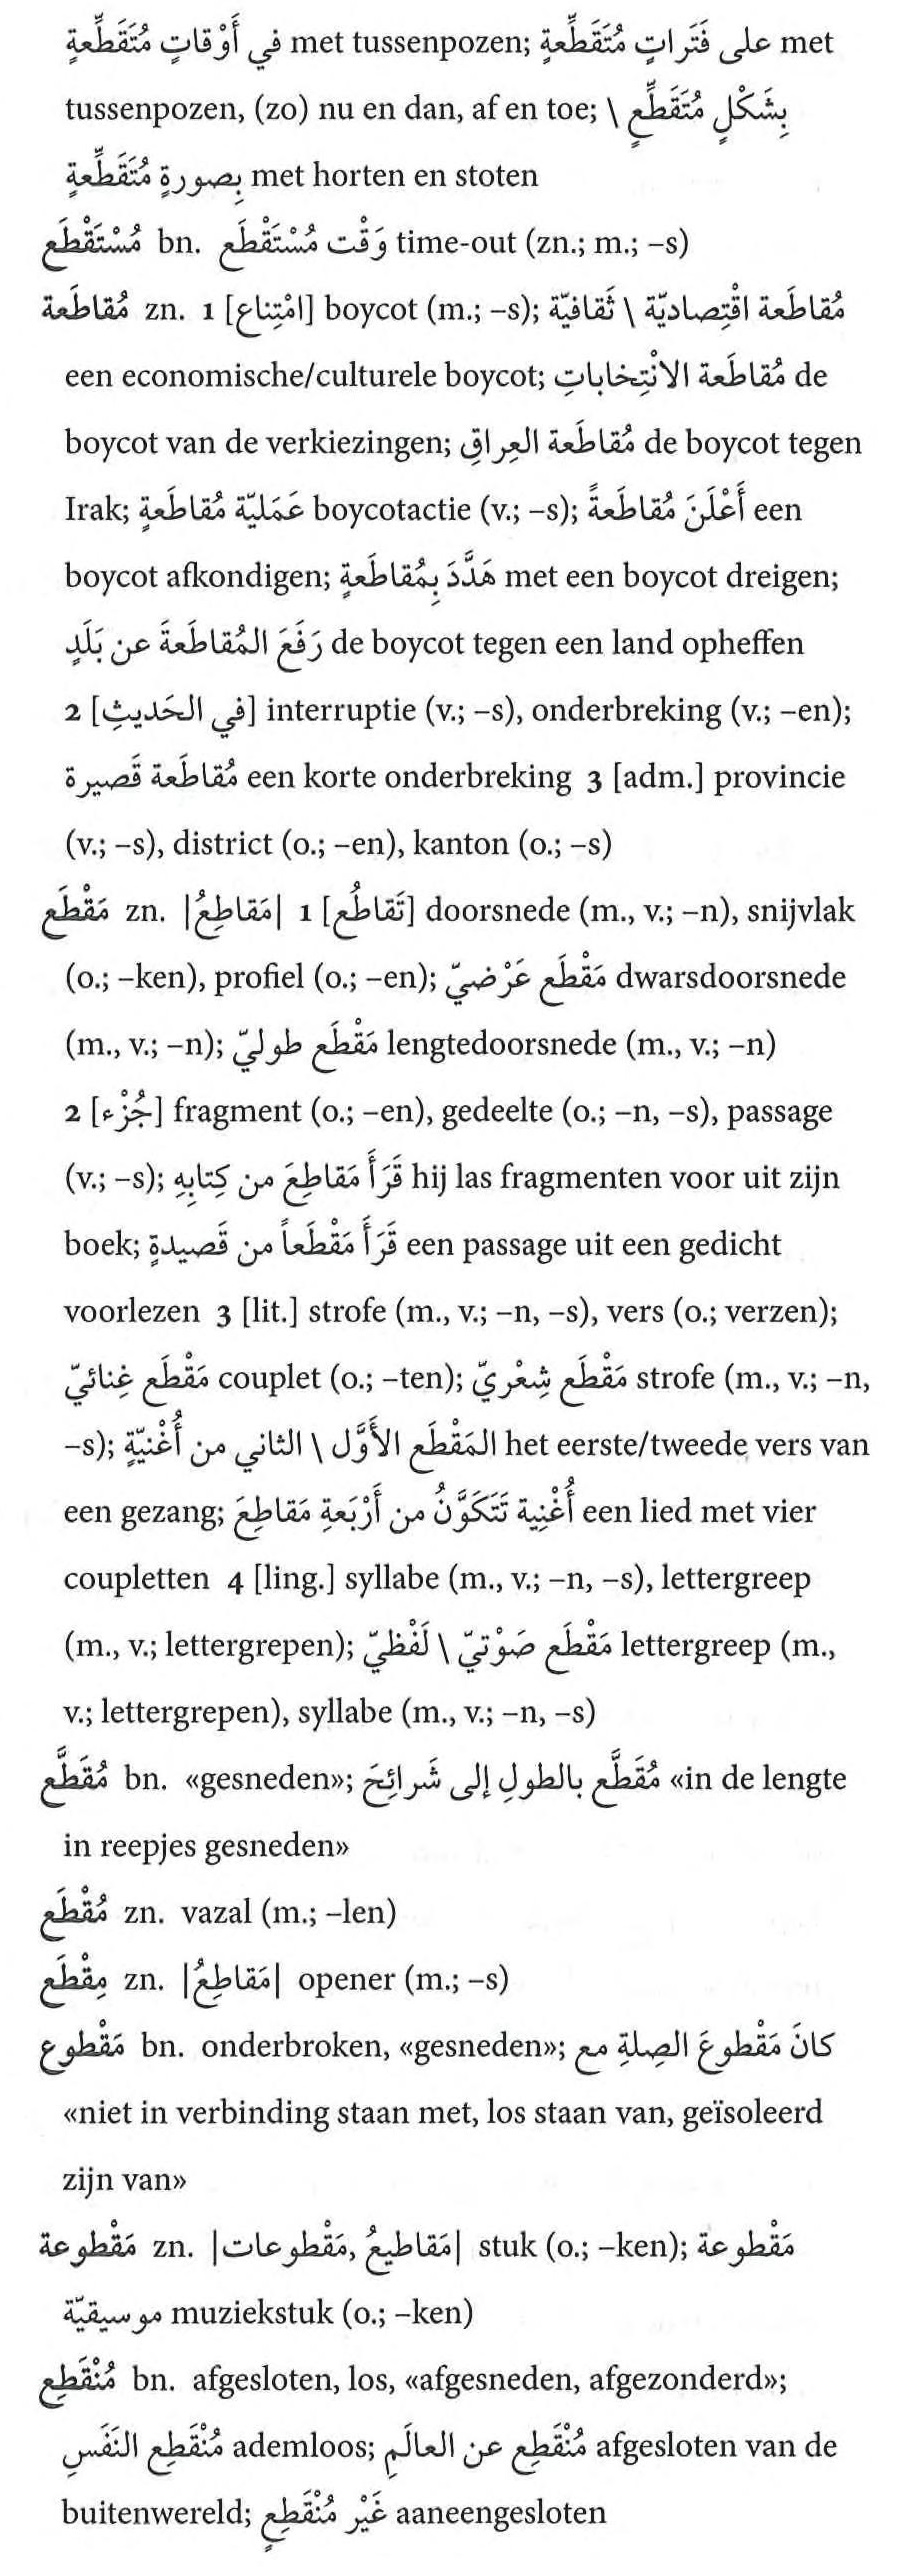 في أَوْقاتٍ مُتَقَطِّعةٍ met tussenpozen; على فَتَراتٍ مُتَقَطِّعةٍ met
tussenpozen, (zo) nu en dan, af en toe; بِشَكْلٍ مُتَقَطِّعٍ \
بِصورةٍ مُتَقَطِّعةٍ met horten en stoten
مُسْتَقْطَع bn. وَقْت مُسْتَقْطَع time-out (zn.; m.; –s)
مُقاطَعة zn. 1 [امْتِناع] boycot (m.; –s); مُقاطَعة اقْتِصاديّة \ ثَقافيّة
een economische/culturele boycot; مُقاطَعة الانْتِخاباتِ de
boycot van de verkiezingen; مُقاطَعة العِراقِ de boycot tegen
Irak; عَمَليّة مُقاطَعةٍ boycotactie (v.; –s); أَعْلَنَ مُقاطَعةً een
boycot afkondigen; هَدَّدَ بِمُقاطَعةٍ met een boycot dreigen;
رَفَعَ المُقاطَعةَ عن بَلَدٍ de boycot tegen een land opheffen
2 [في الحَديثِ] interruptie (v.; –s), onderbreking (v.; –en);
مُقاطَعة قَصيرة een korte onderbreking 3 [adm.] provincie
(v.; –s), district (o.; –en), kanton (o.; –s)
مَقْطَع zn. |مَقاطِعُ| 1 [تَقاطُع] doorsnede (m., v.; –n), snijvlak
(o.; –ken), profiel (o.; –en); مَقْطَع عَرْضيّ dwarsdoorsnede
(m., v.; –n); مَقْطَع طوليّ lengtedoorsnede (m., v.; –n)
2 [جُزْء] fragment (o.; –en), gedeelte (o.; –n, –s), passage
(v.; –s); قَرَأَ مَقاطِعَ من كِتابِهِ hij las fragmenten voor uit zijn
boek; قَرَأَ مَقْطَعاً من قَصيدةٍ een passage uit een gedicht
voorlezen 3 [lit.] strofe (m., v.; –n, –s), vers (o.; verzen);
مَقْطَع غِنائيّ couplet (o.; –ten); مَقْطَع شِعْريّ strofe (m., v.; –n,
–s); المَقْطَع الأَوَّل \ الثاني من أُغْنيّةٍ het eerste/tweede vers van
een gezang; أُغْنِية تَتَكَوَّنُ من أَرْبَعةِ مَقاطِعَ een lied met vier
coupletten 4 [ling.] syllabe (m., v.; –n, –s), lettergreep
(m., v.; lettergrepen); مَقْطَع صَوْتيّ \ لَفْظيّ lettergreep (m.,
v.; lettergrepen), syllabe (m., v.; –n, –s)
مُقَطَّع bn. «gesneden»; مُقَطَّع بالطولِ إلى شَرائِحَ «in de lengte
in reepjes gesneden»
مُقْطَع zn. vazal (m.; –len)
مِقْطَع zn. |مَقاطِعُ| opener (m.; –s)
مَقْطوع bn. onderbroken, «gesneden»; كانَ مَقْطوعَ الصِلةِ مع
«niet in verbinding staan met, los staan van, geïsoleerd
zijn van»
مَقْطوعة zn. |مَقاطيعُ ,مَقْطوعات| stuk (o.; –ken); مَقْطوعة
موسيقيّة muziekstuk (o.; –ken)
مُنْقَطِع bn. afgesloten, los, «afgesneden, afgezonderd»;
مُنْقَطِع النَفَسِ ademloos; مُنْقَطِع عن العالَمِ afgesloten van de
buitenwereld; غَيْر مُنْقَطِعٍ aaneengesloten